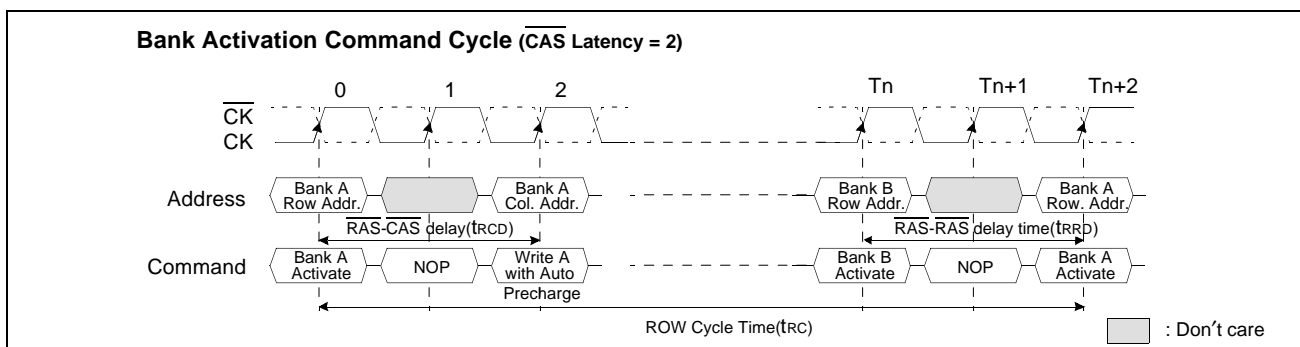 Bank Activation Command Cycle (CAS Latency = 2)
0 1 2 Tn Tn+1 Tn+2
CK
CK
Address
Bank A
Row Addr.
Bank A
Col. Addr.
Bank B
Row Addr.
Bank A
Row. Addr.
RAS-CAS delay(tRCD)
RAS-RAS delay time(tRRD)
Command
Bank A
Activate
NOP
Write A
with Auto
Precharge
Bank B
Activate
NOP
Bank A
Activate
ROW Cycle Time(tRC)
: Don′t care